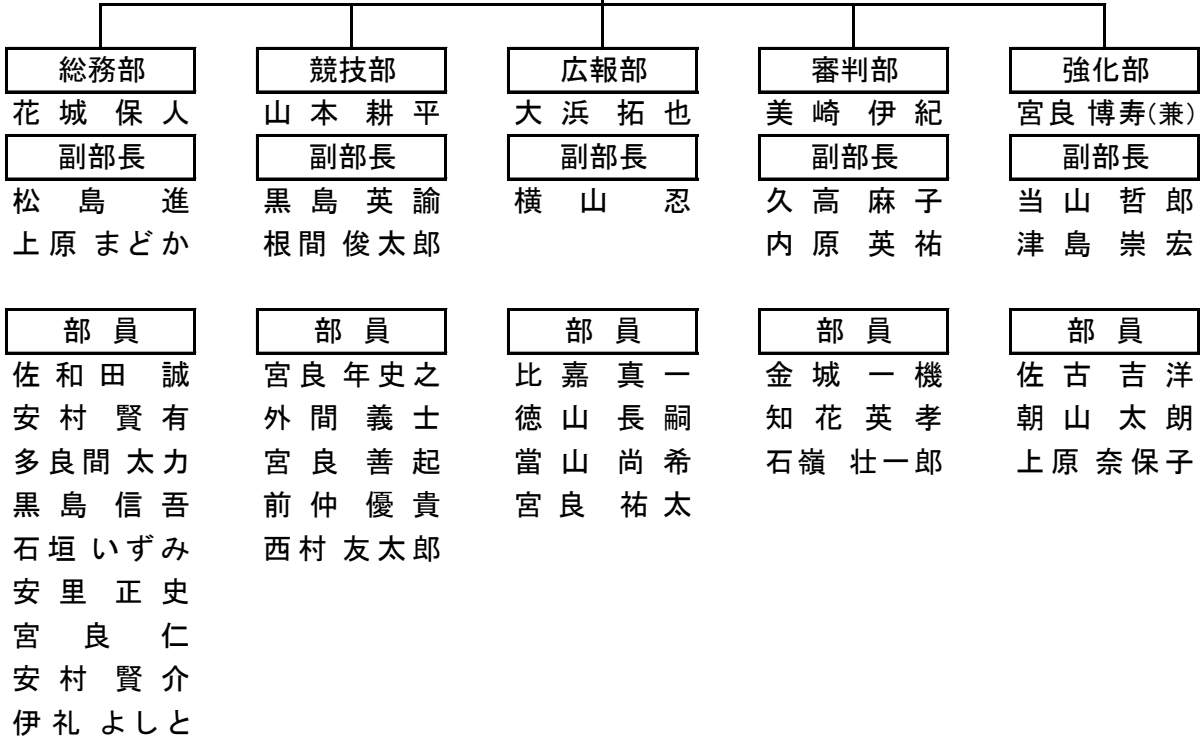 総務部 競技部 広報部 審判部 強化部
花城 保人 山本 耕平 大浜 拓也 美崎 伊紀 宮良 博寿(兼)
副部長 副部長 副部長 副部長 副部長
松島 進 黒島 英諭 横山 忍 久高 麻子 当山 哲郎
上原 まどか 根間 俊太郎 内原 英祐 津島 崇宏
部 員 部 員 部 員 部 員 部 員
佐和田 誠 宮良 年史之 比嘉 真一 金城 一機 佐古 吉洋
安村 賢有 外間 義士 徳山 長嗣 知花 英孝 朝山 太朗
多良間 太力 宮良 善起 當山 尚希 石嶺 壮一郎 上原 奈保子
黒島 信吾 前仲 優貴 宮良 祐太
石垣 いずみ 西村 友太郎
安里 正史
宮良 仁
安村 賢介
伊礼 よしと